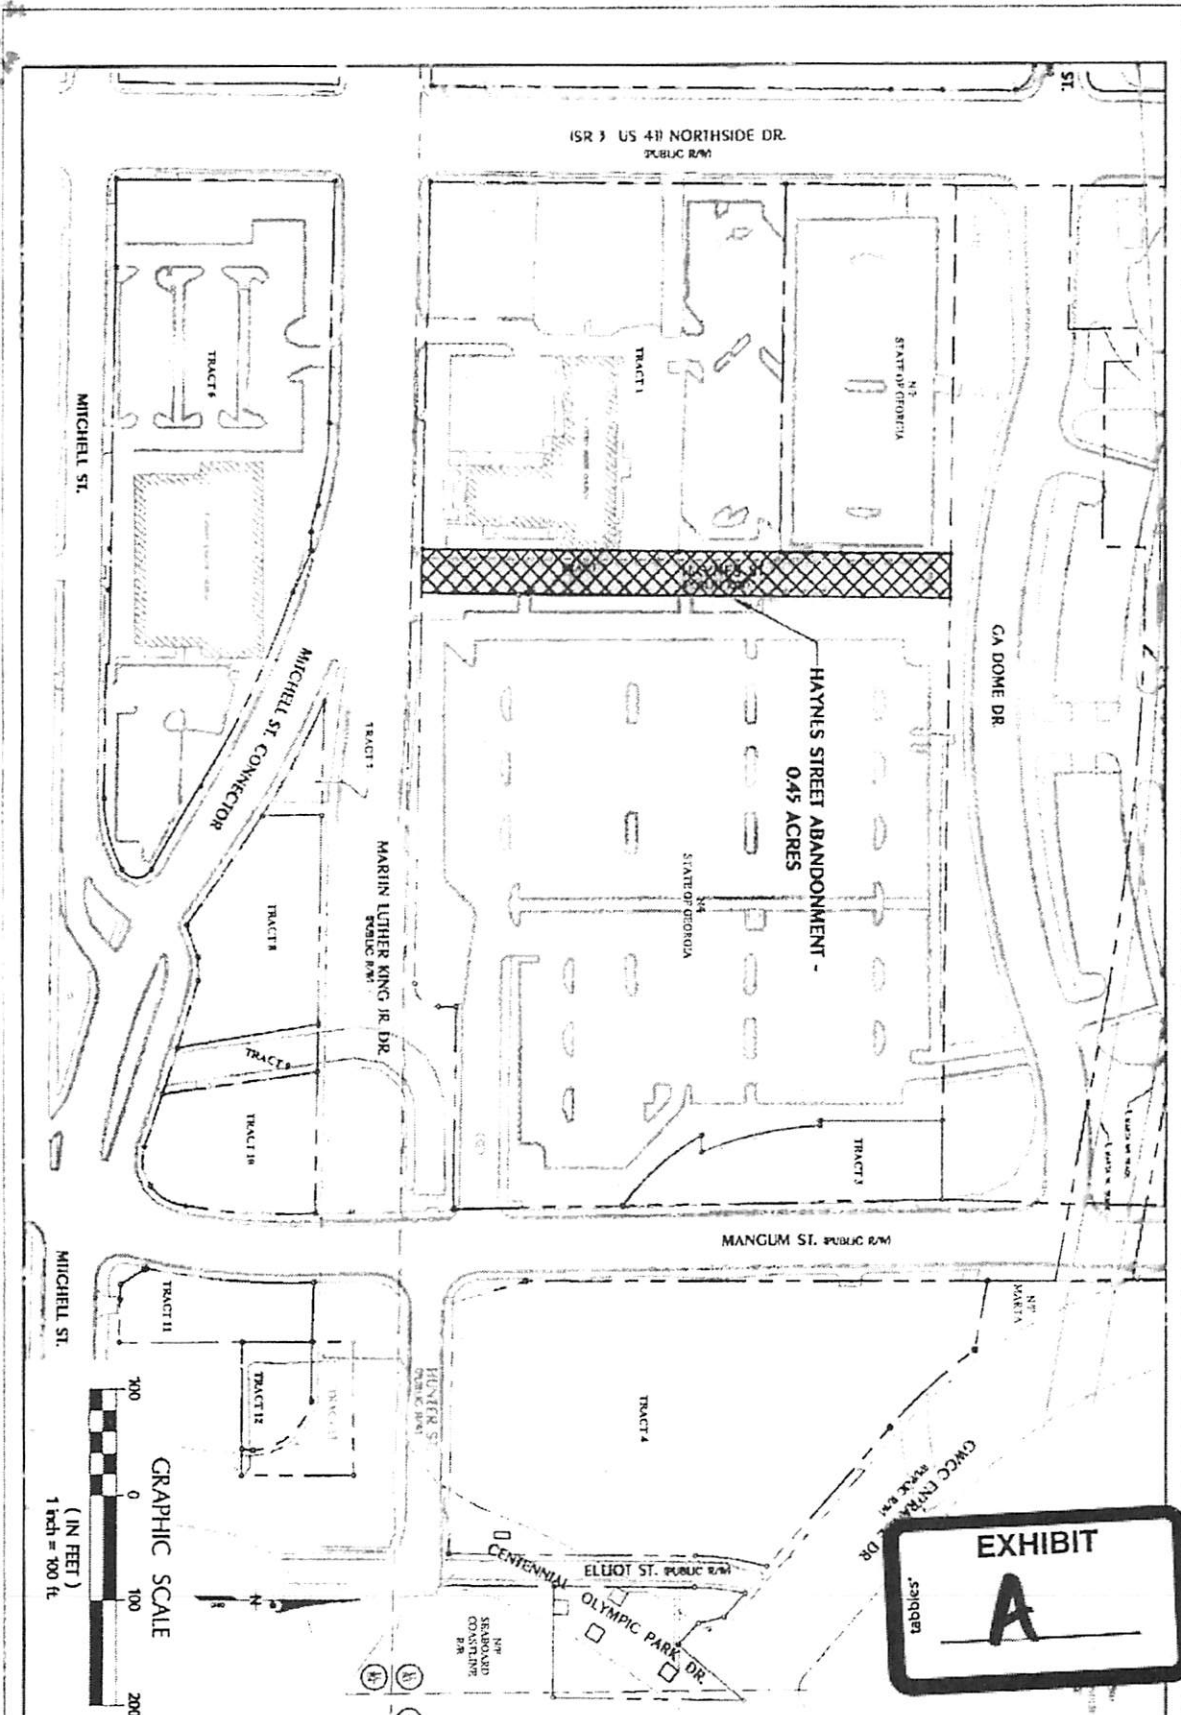 ST.
(SR 3 US 41) NORTHSIDE DR.
(PUBLIC R/W)
N/F
STATE OF GEORGIA
TRACT 1
TRACT 6
MITCHELL ST.
GA DOME DR.
HAYNES STREET ABANDONMENT -
0.45 ACRES
MITCHELL ST. CONNECTOR
TRACT 7
MARTIN LUTHER KING JR. DR.
(PUBLIC R/W)
N/F
STATE OF GEORGIA
TRACT 8
TRACT 9
TRACT 10
TRACT 3
MANGUM ST. (PUBLIC R/W)
MITCHELL ST.
TRACT 11
N/F
MARTA
TRACT 12
HUNTER ST.
(PUBLIC R/W)
TRACT 4
GWCC
(PUBLIC R/W)
DR
ELLIOT ST. (PUBLIC R/W)
CENTENNIAL OLYMPIC PARK DR.
N/F
SEABOARD
COASTLINE
R/R
GRAPHIC SCALE
100 0 100 200
( IN FEET )
1 inch = 100 ft.
N
EXHIBIT
A
tabbies